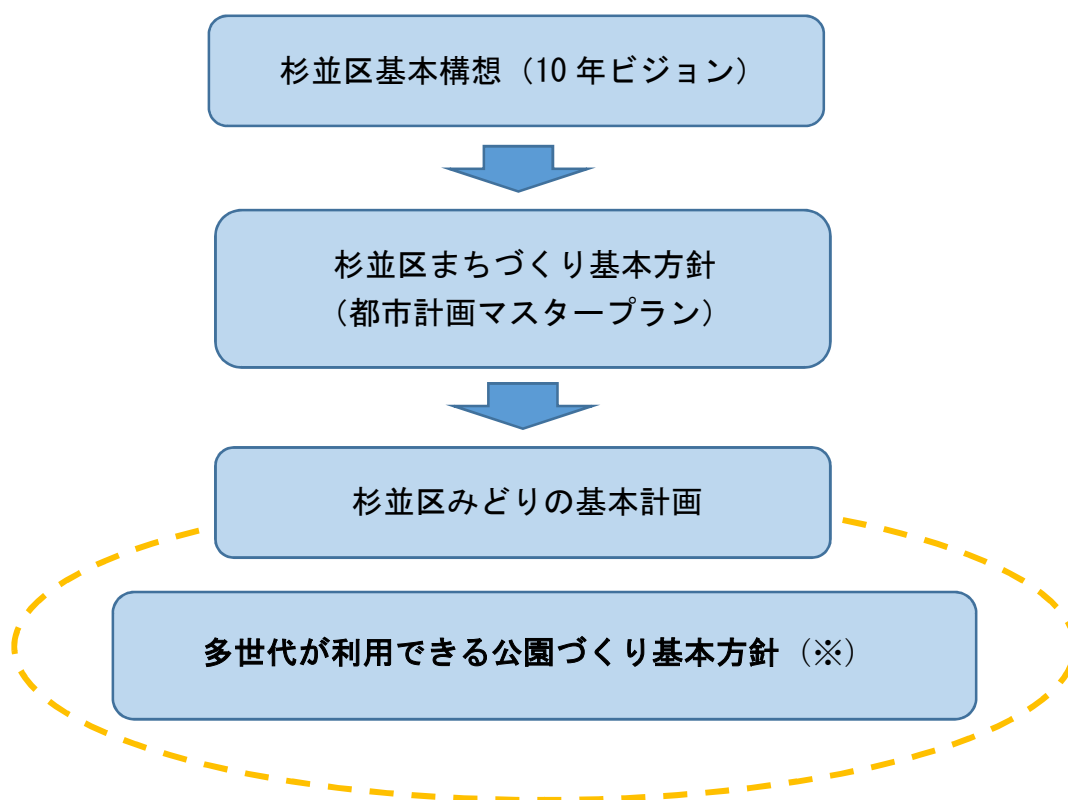 杉並区基本構想（10年ビジョン）
杉並区まちづくり基本方針
（都市計画マスタープラン）
杉並区みどりの基本計画
多世代が利用できる公園づくり基本方針（※）